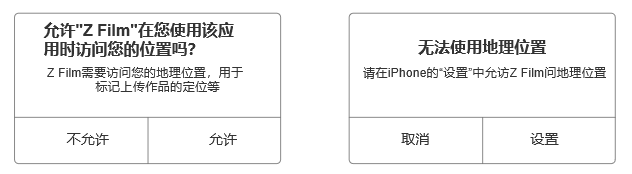 允许"Z Film"在您使用该应
用时访问您的位置吗?
Z Film需要访问您的地理位置，用于
标记上传作品的定位等
不允许
允许
无法使用地理位置
请在iPhone的“设置”中允访Z Film问地理位置
取消
设置